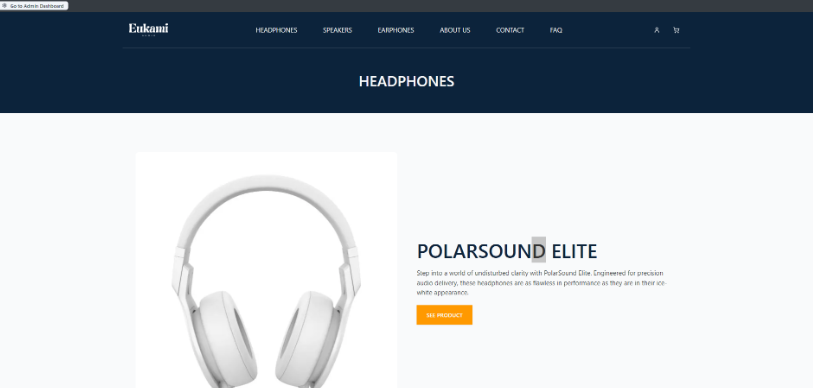 Go to Admin Dashboard
Eukami
HEADPHONES SPEAKERS EARPHONES ABOUT US CONTACT FAQ
HEADPHONES
POLARSOUND ELITE
Step into a world of undisturbed clarity with PolarSound Elite. Engineered for precision
audio delivery, these headphones are as flawless in performance as they are in their ice-
white appearance.
SEE PRODUCT